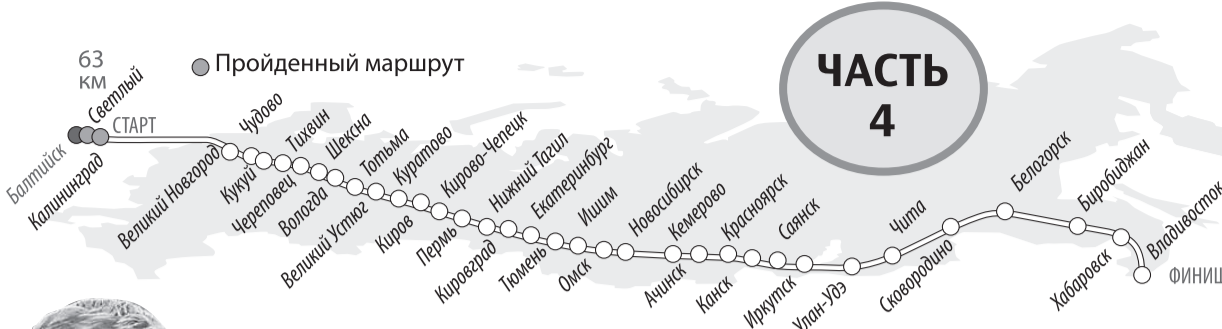 63
км
Пройденный маршрут
ЧАСТЬ
4
Светлый
СТАРТ
Балтийск
Калининград
Великий Новгород
Чудово
Кукуй
Тихвин
Череповец
Шексна
Вологда
Тотьма
Великий Устюг
Куратово
Киров
Кирово-Чепецк
Пермь
Нижний Тагил
Кировград
Екатеринбург
Тюмень
Ишим
Омск
Новосибирск
Ачинск
Кемерово
Канск
Красноярск
Иркутск
Саянск
Улан-Удэ
Чита
Сковородино
Белогорск
Хабаровск
Биробиджан
Владивосток
ФИНИШ